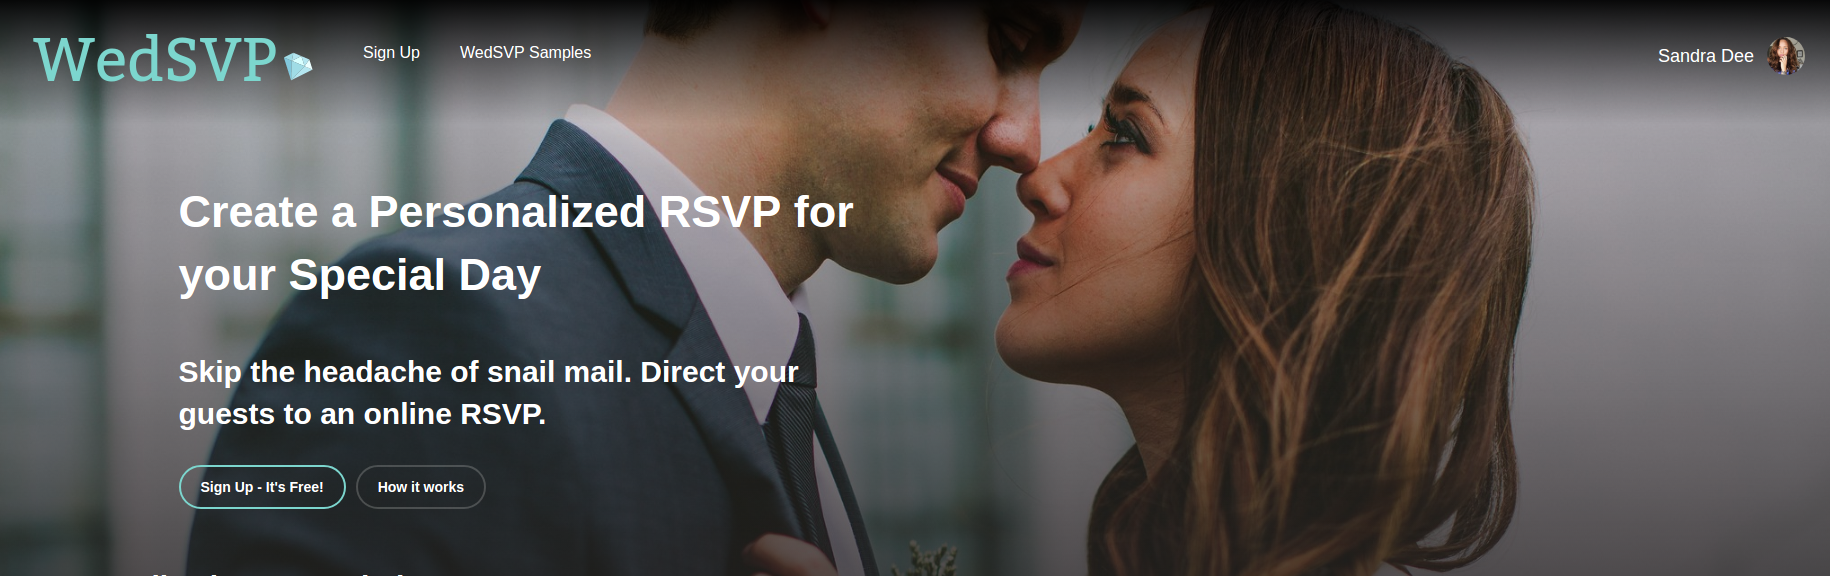 WedSVP
Sign Up
WedSVP Samples
Sandra Dee
Create a Personalized RSVP for
your Special Day
Skip the headache of snail mail. Direct your
guests to an online RSVP.
Sign Up - It's Free!
How it works